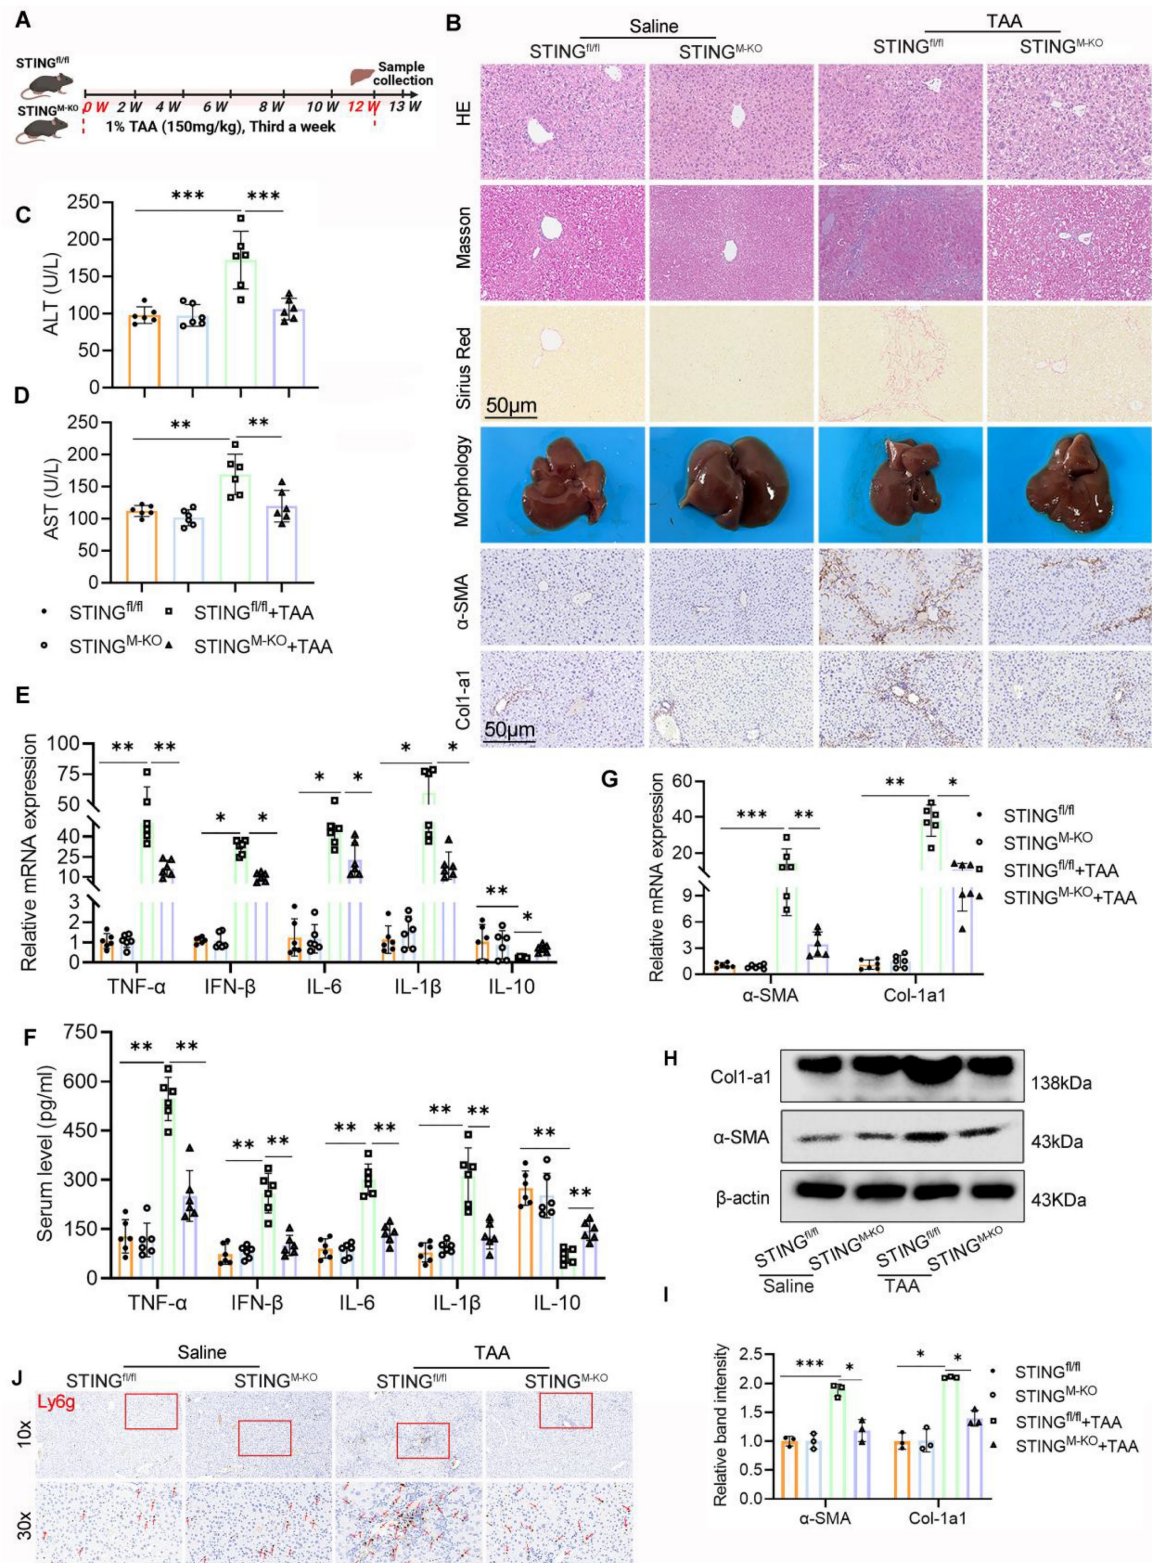 A
STING^fl/fl
STING^M-KO
Sample
collection
0 W 2 W 4 W 6 W 8 W 10 W 12 W 13 W
1% TAA (150mg/kg), Third a week
B
Saline TAA
STING^fl/fl STING^M-KO STING^fl/fl STING^M-KO
HE
Masson
Sirius Red
50μm
Morphology
α-SMA
Col1-a1
50μm
C
ALT (U/L)
250
200
150
100
50
0
*** ***
D
AST (U/L)
250
200
150
100
50
0
** **
STING^fl/fl STING^fl/fl+TAA
STING^M-KO STING^M-KO+TAA
E
Relative mRNA expression
100
75
50
40
25
10
3
2
1
0
** ** * * * * * * ** *
TNF-α IFN-β IL-6 IL-1β IL-10
F
Serum level (pg/ml)
750
600
450
300
150
0
** ** ** ** ** ** ** ** ** **
TNF-α IFN-β IL-6 IL-1β IL-10
G
Relative mRNA expression
60
40
20
9
6
3
0
*** ** ** *
α-SMA Col-1a1
STING^fl/fl
STING^M-KO
STING^fl/fl+TAA
STING^M-KO+TAA
H
Col1-a1 138kDa
α-SMA 43kDa
β-actin 43KDa
STING^fl/fl STING^M-KO STING^fl/fl STING^M-KO
Saline TAA
I
Relative band intensity
2.5
2.0
1.5
1.0
0.5
0.0
*** * * *
α-SMA Col-1a1
STING^fl/fl
STING^M-KO
STING^fl/fl+TAA
STING^M-KO+TAA
J
Saline TAA
STING^fl/fl STING^M-KO STING^fl/fl STING^M-KO
Ly6g
10x
30x